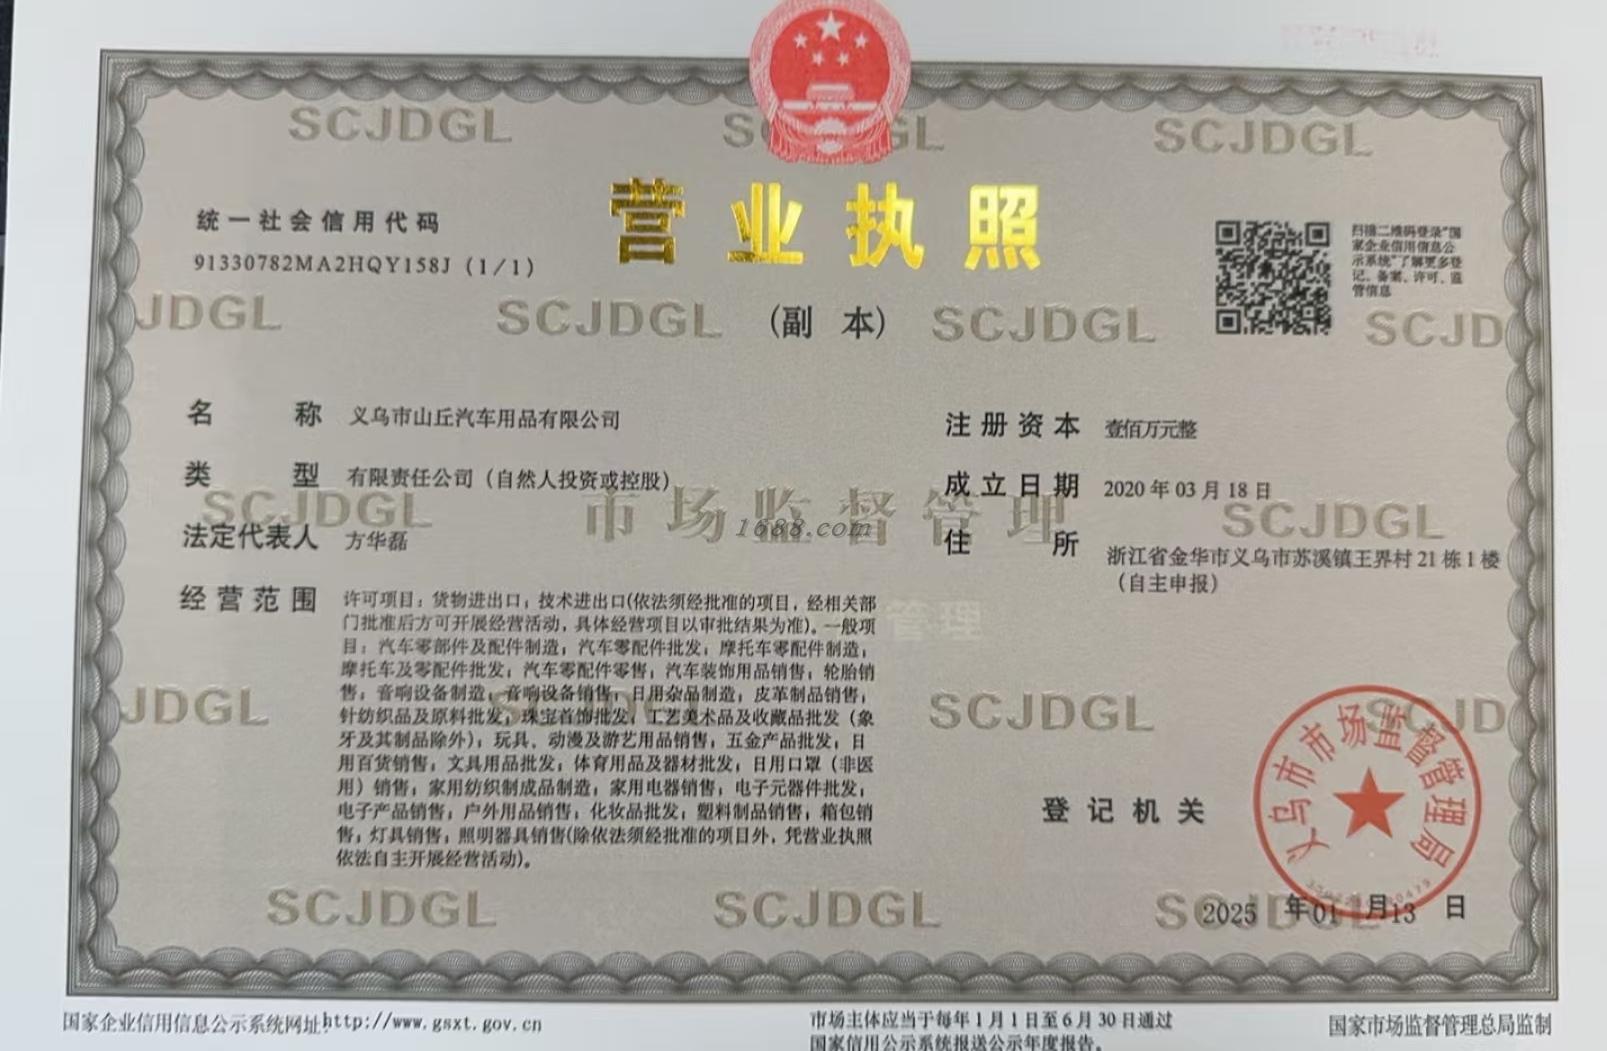 SCJDGL
SCJDGL
统一社会信用代码
91330782MA2HQY158J (1/1)
营业执照
(副 本)
扫描二维码登录“国
家企业信用信息公
示系统”了解更多登
记、备案、许可、监
管信息
JDGL
SCJDGL
SCJDGL
SCJD
名 称 义乌市山丘汽车用品有限公司
类 型 有限责任公司（自然人投资或控股）
法定代表人 方华磊
注册资本 壹佰万元整
成立日期 2020 年 03 月 18 日
住 所 浙江省金华市义乌市苏溪镇王界村 21 栋 1 楼
（自主申报）
SCJDGL
市场监督管理
1688.com
SCJDGL
管理
经营范围 许可项目：货物进出口；技术进出口(依法须经批准的项目，经相关部
门批准后方可开展经营活动，具体经营项目以审批结果为准)。一般项
目：汽车零部件及配件制造；汽车零配件批发；摩托车零配件制造；
摩托车及零配件批发；汽车零配件零售；汽车装饰用品销售；轮胎销
售；音响设备制造；音响设备销售；日用杂品制造；皮革制品销售；
针纺织品及原料批发；珠宝首饰批发；工艺美术品及收藏品批发（象
牙及其制品除外）；玩具、动漫及游艺用品销售；五金产品批发；日
用百货销售；文具用品批发；体育用品及器材批发；日用口罩（非医
用）销售；家用纺织制成品制造；家用电器销售；电子元器件批发；
电子产品销售；户外用品销售；化妆品批发；塑料制品销售；箱包销
售；灯具销售；照明器具销售(除依法须经批准的项目外，凭营业执照
依法自主开展经营活动)。
JDGL
SCJDGL
登记机关
义乌市市场监督管理局
2025 年 01 月 13 日
SCJDGL
SCJDGL
国家企业信用信息公示系统网址:http://www.gsxt.gov.cn
市场主体应当于每年 1 月 1 日至 6 月 30 日通过
国家信用公示系统报送公示年度报告。
国家市场监督管理总局监制